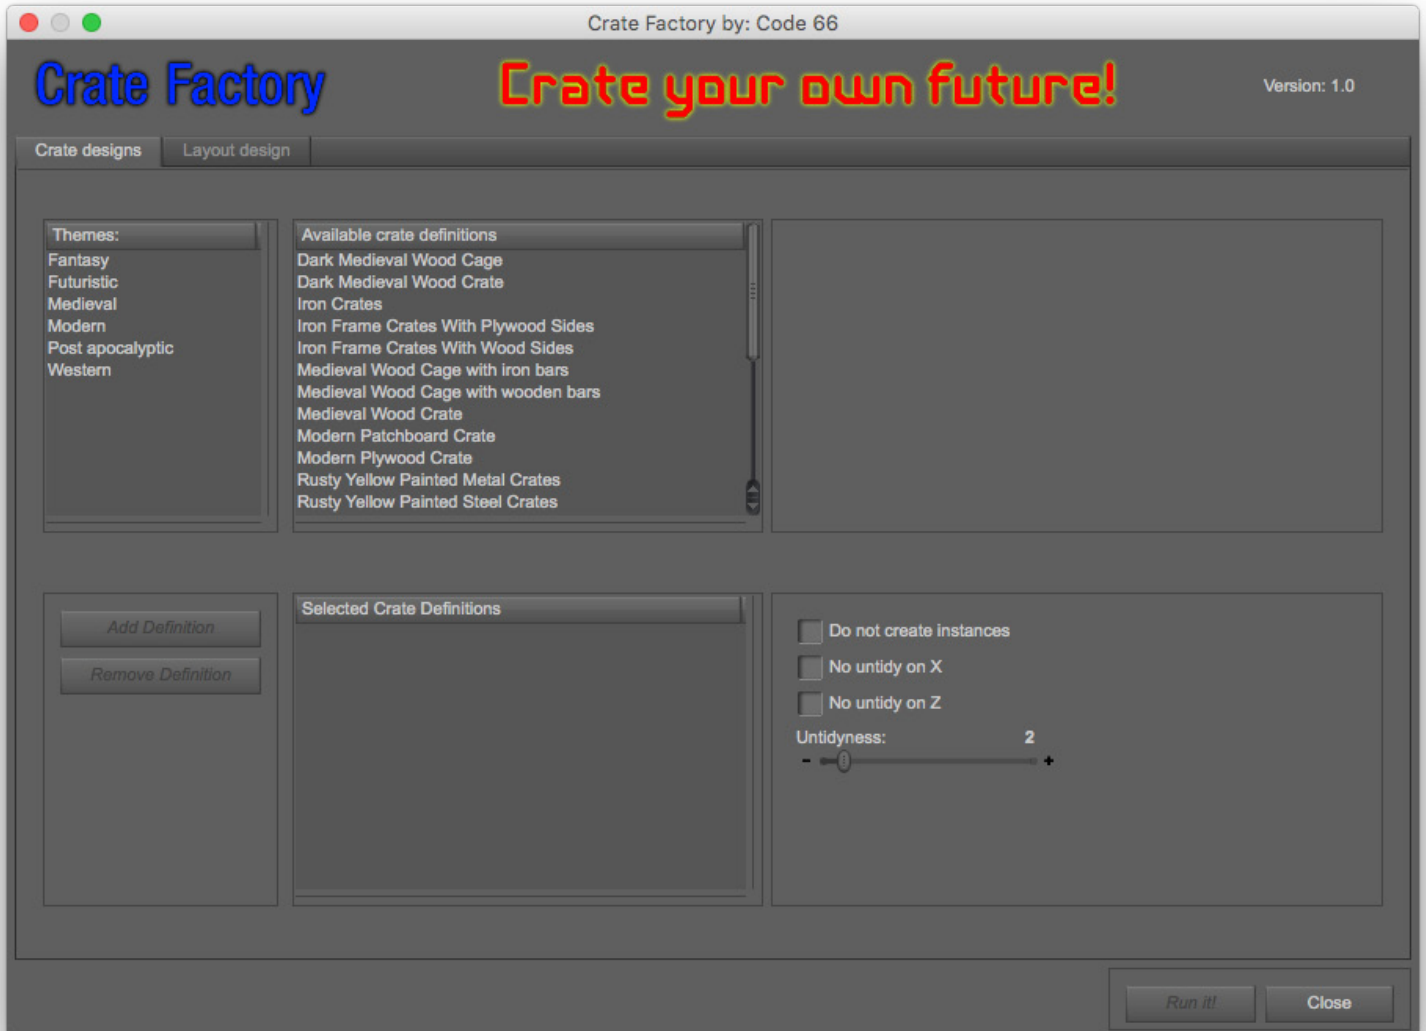 Crate Factory by: Code 66
Crate Factory
Crate your own future!
Version: 1.0
Crate designs
Layout design
Themes:
Fantasy
Futuristic
Medieval
Modern
Post apocalyptic
Western
Available crate definitions
Dark Medieval Wood Cage
Dark Medieval Wood Crate
Iron Crates
Iron Frame Crates With Plywood Sides
Iron Frame Crates With Wood Sides
Medieval Wood Cage with iron bars
Medieval Wood Cage with wooden bars
Medieval Wood Crate
Modern Patchboard Crate
Modern Plywood Crate
Rusty Yellow Painted Metal Crates
Rusty Yellow Painted Steel Crates
Add Definition
Remove Definition
Selected Crate Definitions
Do not create instances
No untidy on X
No untidy on Z
Untidyness: 2
- +
Run it!
Close